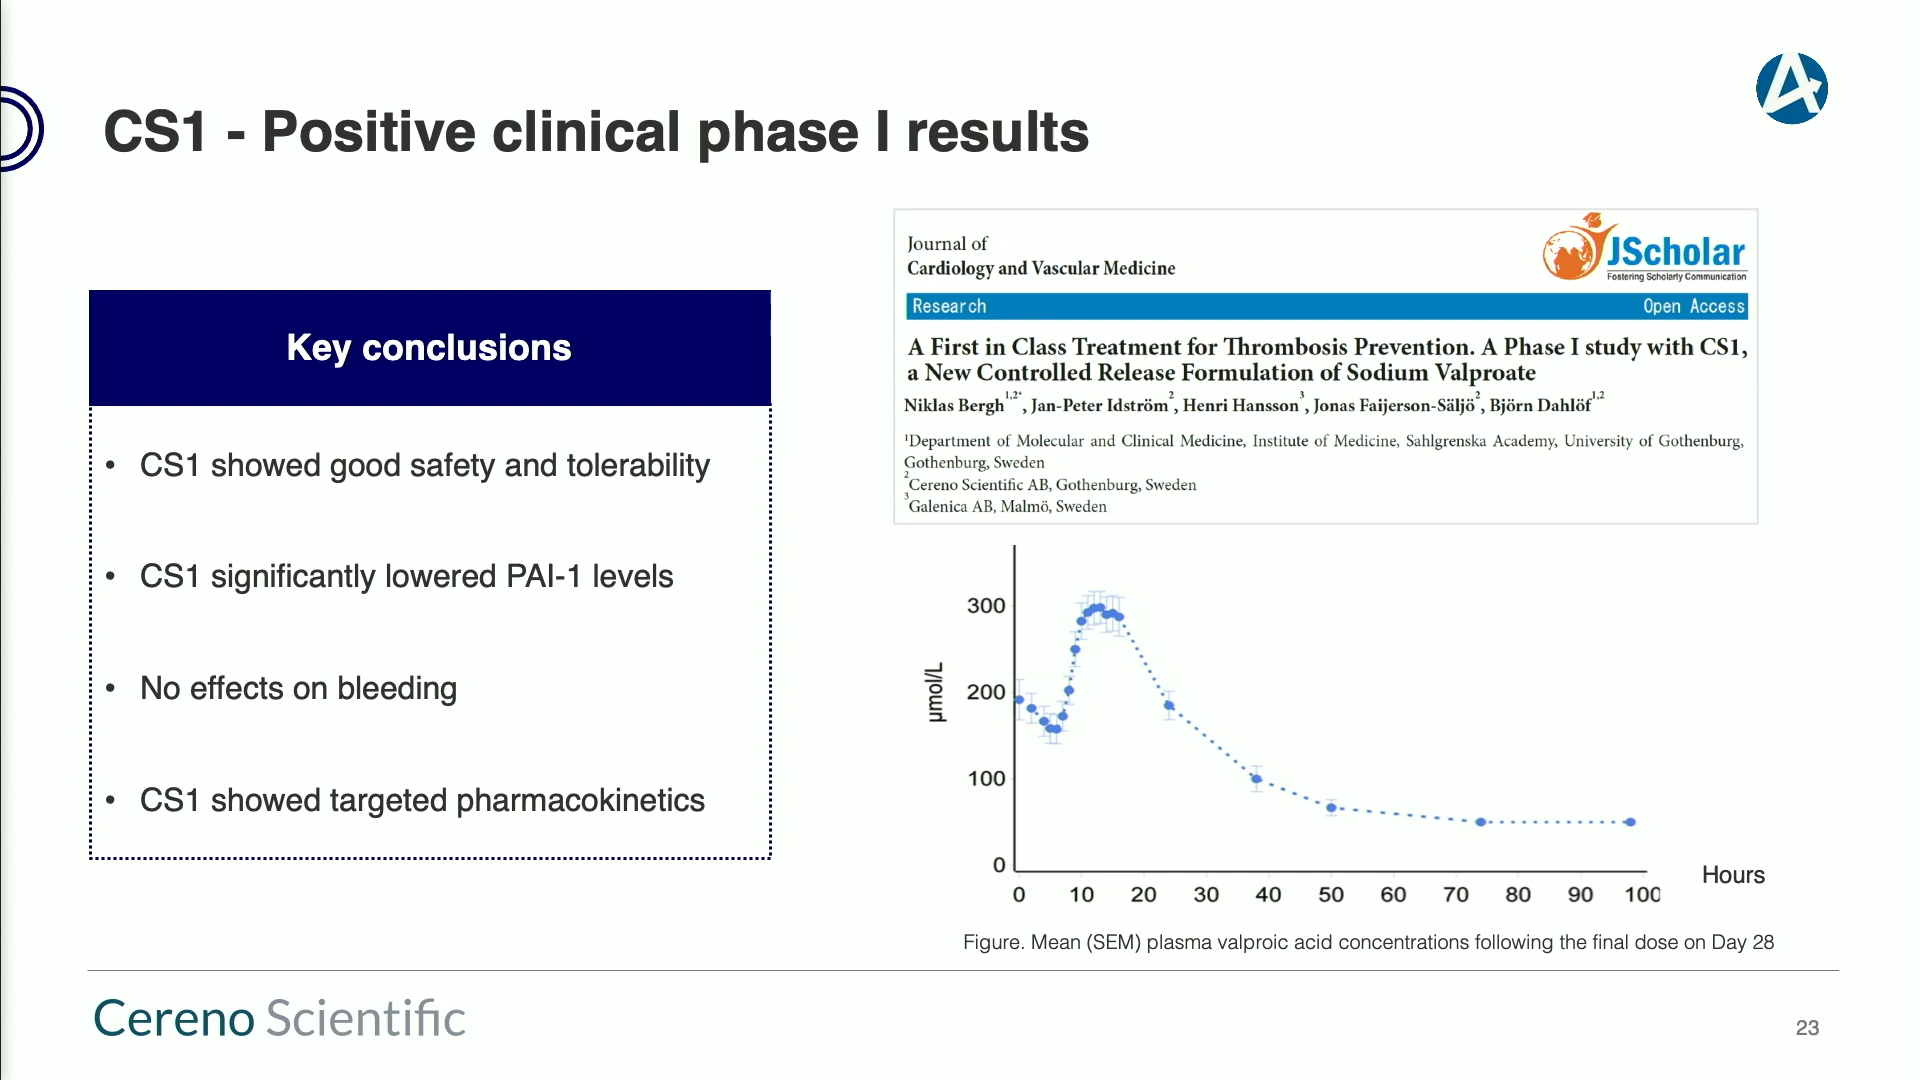 CS1 - Positive clinical phase I results
Key conclusions
• CS1 showed good safety and tolerability
• CS1 significantly lowered PAI-1 levels
• No effects on bleeding
• CS1 showed targeted pharmacokinetics
Journal of
Cardiology and Vascular Medicine
JScholar
Fostering Scholarly Communication
Research Open Access
A First in Class Treatment for Thrombosis Prevention. A Phase I study with CS1,
a New Controlled Release Formulation of Sodium Valproate
Niklas Bergh1,2*, Jan-Peter Idström2, Henri Hansson3, Jonas Faijerson-Säljö2, Björn Dahlöf1,2
1Department of Molecular and Clinical Medicine, Institute of Medicine, Sahlgrenska Academy, University of Gothenburg,
Gothenburg, Sweden
2Cereno Scientific AB, Gothenburg, Sweden
3Galenica AB, Malmö, Sweden
µmol/L
300
200
100
0
0 10 20 30 40 50 60 70 80 90 100
Hours
Figure. Mean (SEM) plasma valproic acid concentrations following the final dose on Day 28
Cereno Scientific
23